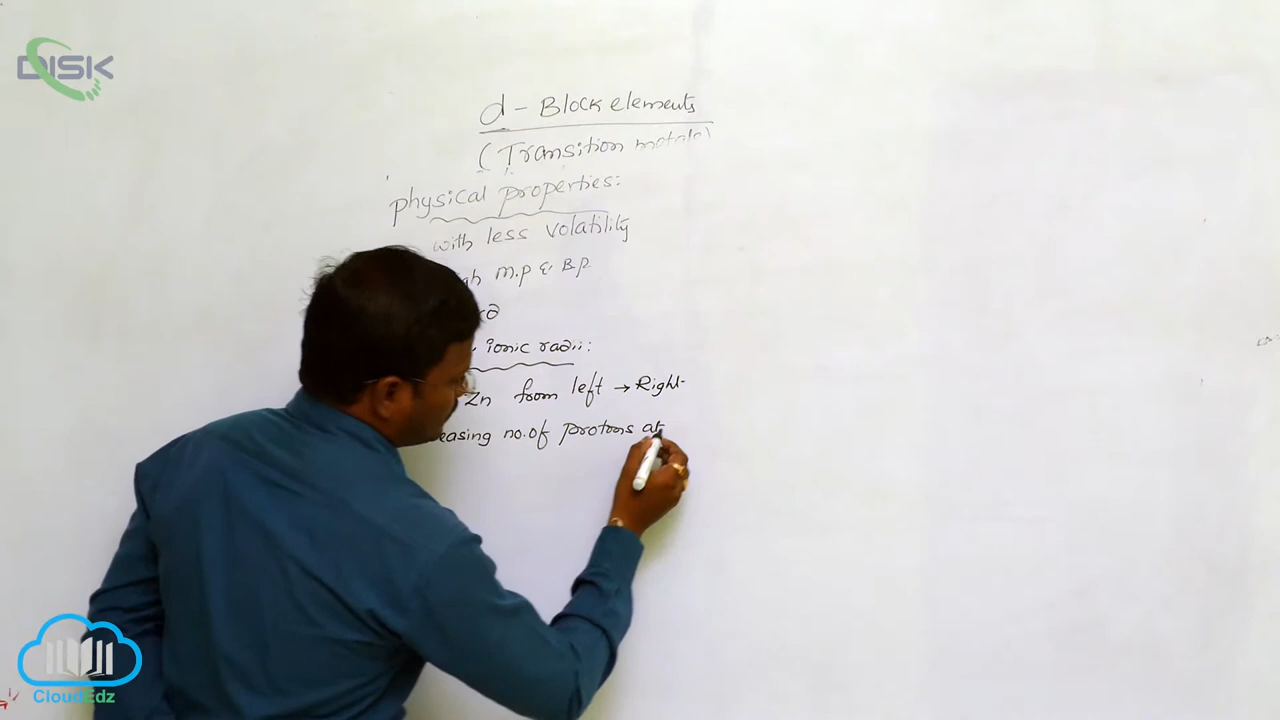 DISK
d - Block elements
(Transition metals)
physical properties:
with less volatility
M.p & B.p
ionic radii:
Zn from left → Right
no. of protons at
CloudEdz